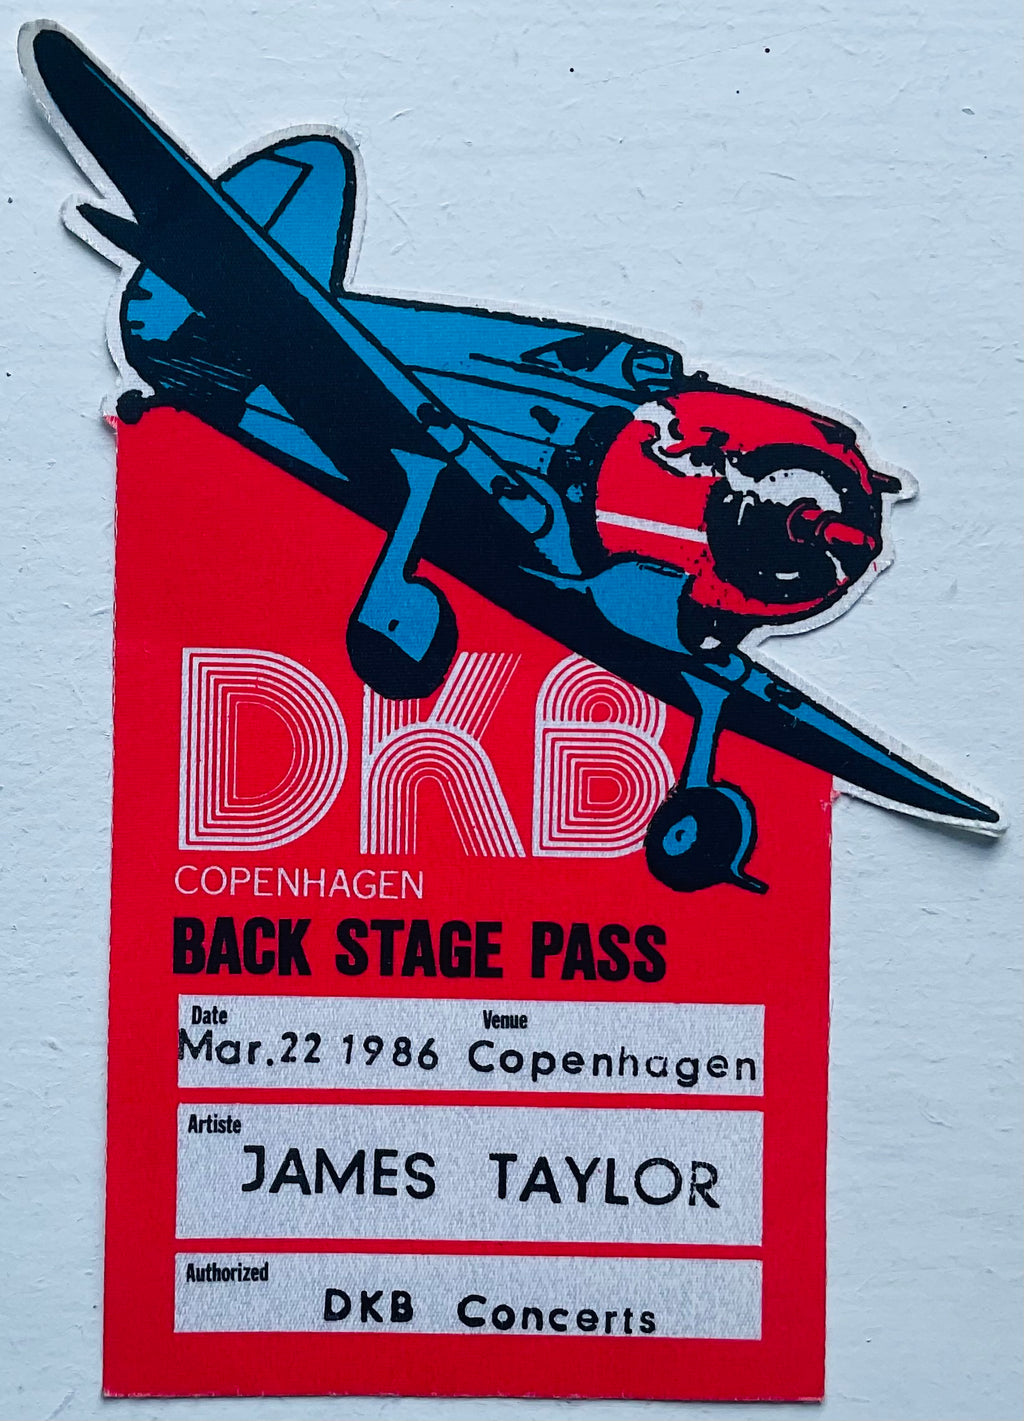 DKB
COPENHAGEN
BACK STAGE PASS
Date Venue
Mar.22 1986 Copenhagen
Artiste
JAMES TAYLOR
Authorized
DKB Concerts